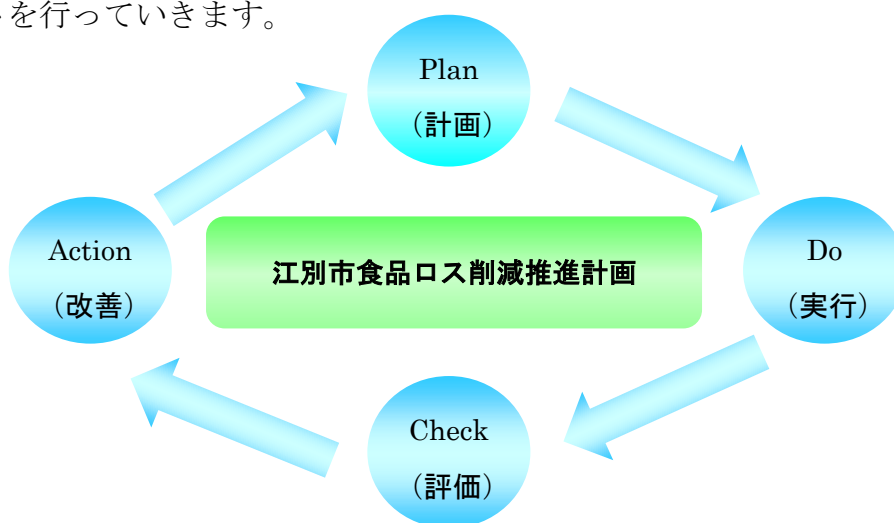 を行っていきます。
Plan
（計画）
Action
（改善）
江別市食品ロス削減推進計画
Do
（実行）
Check
（評価）